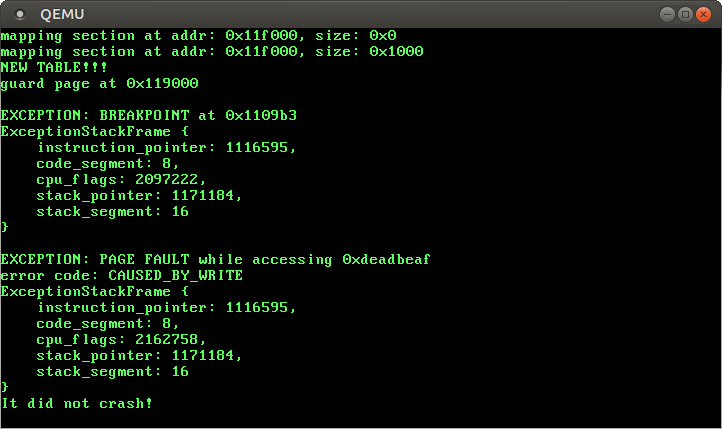 QEMU
mapping section at addr: 0x11f000, size: 0x0
mapping section at addr: 0x11f000, size: 0x1000
NEW TABLE!!!
guard page at 0x119000
EXCEPTION: BREAKPOINT at 0x1109b3
ExceptionStackFrame {
    instruction_pointer: 1116595,
    code_segment: 8,
    cpu_flags: 2097222,
    stack_pointer: 1171184,
    stack_segment: 16
}
EXCEPTION: PAGE FAULT while accessing 0xdeadbeaf
error code: CAUSED_BY_WRITE
ExceptionStackFrame {
    instruction_pointer: 1116595,
    code_segment: 8,
    cpu_flags: 2162758,
    stack_pointer: 1171184,
    stack_segment: 16
}
It did not crash!